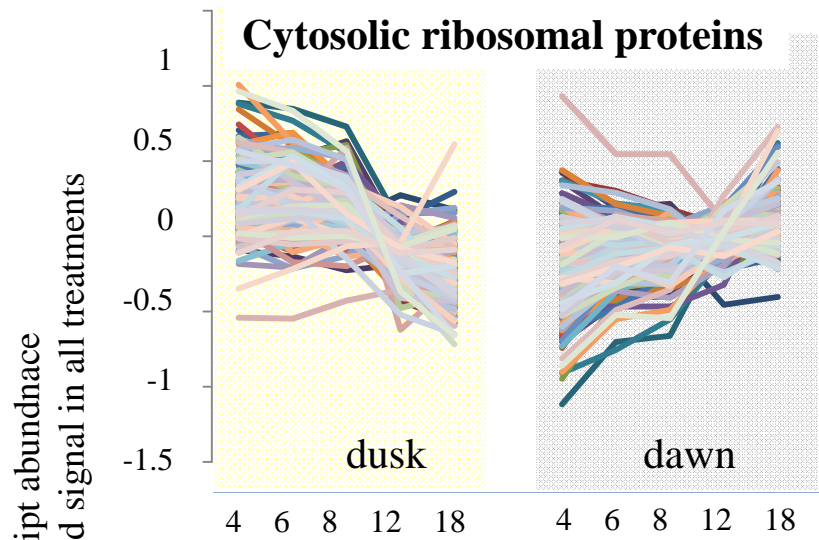 Cytosolic ribosomal proteins
1
0.5
0
-0.5
-1
-1.5
ipt abundnace
d signal in all treatments
dusk
dawn
4 6 8 12 18
4 6 8 12 18